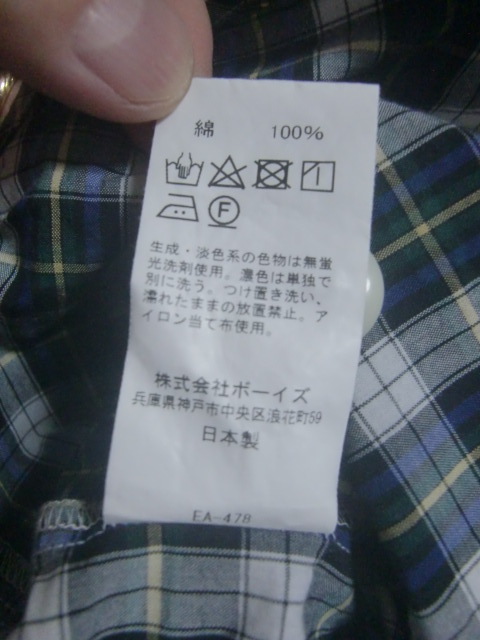 綿 100%
F
生成・淡色系の色物は無蛍
光洗剤使用。濃色は単独で
別に洗う。つけ置き洗い、
濡れたままの放置禁止。ア
イロン当て布使用。
株式会社ボーイズ
兵庫県神戸市中央区浪花町59
日本製
EA-478